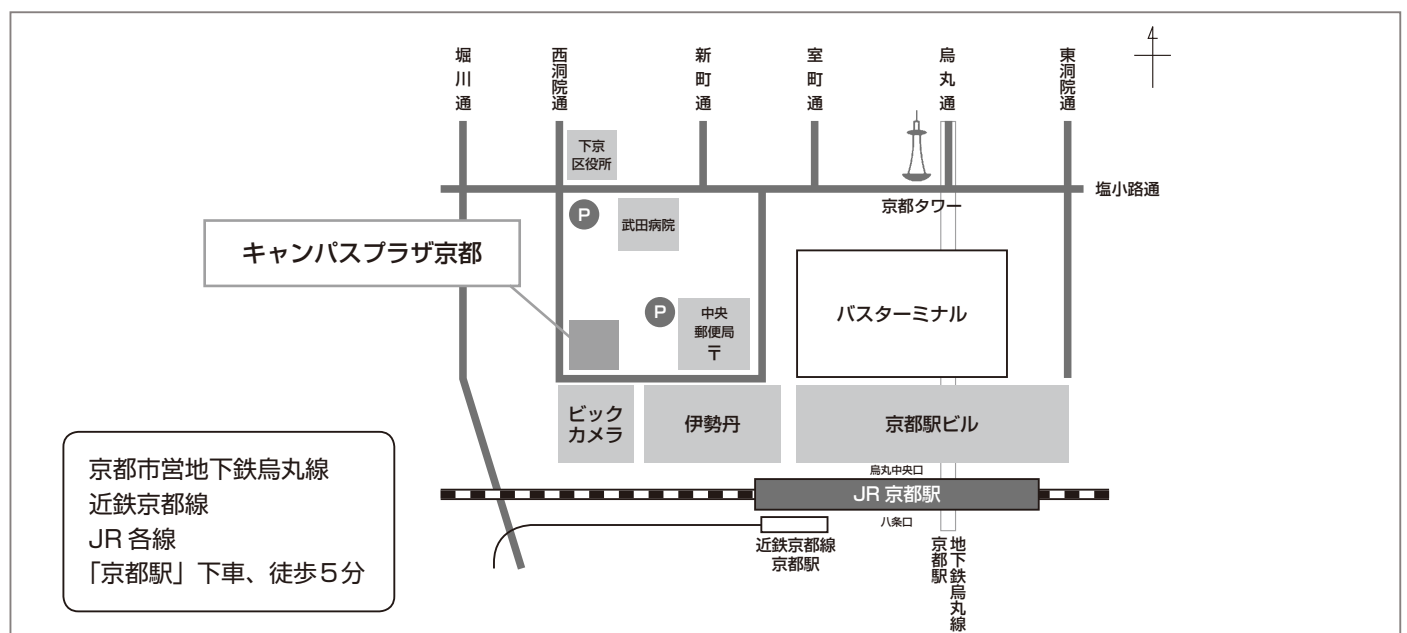 堀川通
西洞院通
新町通
室町通
烏丸通
東洞院通
4
下京
区役所
塩小路通
京都タワー
P
武田病院
キャンパスプラザ京都
P
中央
郵便局
〒
バスターミナル
ビック
カメラ
伊勢丹
京都駅ビル
烏丸中央口
JR 京都駅
八条口
近鉄京都線
京都駅
地下鉄烏丸線
京都駅
京都市営地下鉄烏丸線
近鉄京都線
JR 各線
「京都駅」下車、徒歩５分